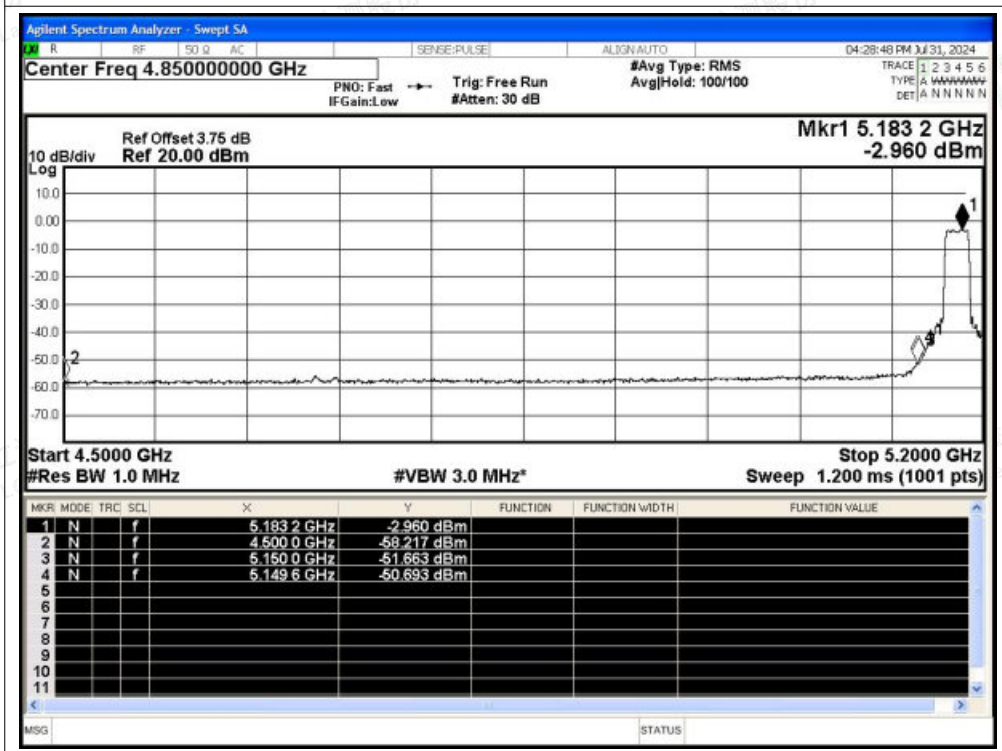 Agilent Spectrum Analyzer - Swept SA
R RF 50 Ω AC SENSE:PULSE ALIGN AUTO 04:28:48 PM Jul 31, 2024
Center Freq 4.850000000 GHz #Avg Type: RMS TRACE 1 2 3 4 5 6
PNO: Fast Trig: Free Run Avg|Hold: 100/100 TYPE A WWWWW
IFGain:Low #Atten: 30 dB DET A N N N N N
Mkr1 5.183 2 GHz
Ref Offset 3.75 dB
10 dB/div Ref 20.00 dBm -2.960 dBm
Log
10.0
1
0.00
-10.0
-20.0
-30.0
-40.0
4
-50.0 2
-60.0
-70.0
Start 4.5000 GHz Stop 5.2000 GHz
#Res BW 1.0 MHz #VBW 3.0 MHz* Sweep 1.200 ms (1001 pts)
MKR MODE TRC SCL X Y FUNCTION FUNCTION WIDTH FUNCTION VALUE
1 N f 5.183 2 GHz -2.960 dBm
2 N f 4.500 0 GHz -58.217 dBm
3 N f 5.150 0 GHz -51.663 dBm
4 N f 5.149 6 GHz -50.693 dBm
5
6
7
8
9
10
11
MSG STATUS